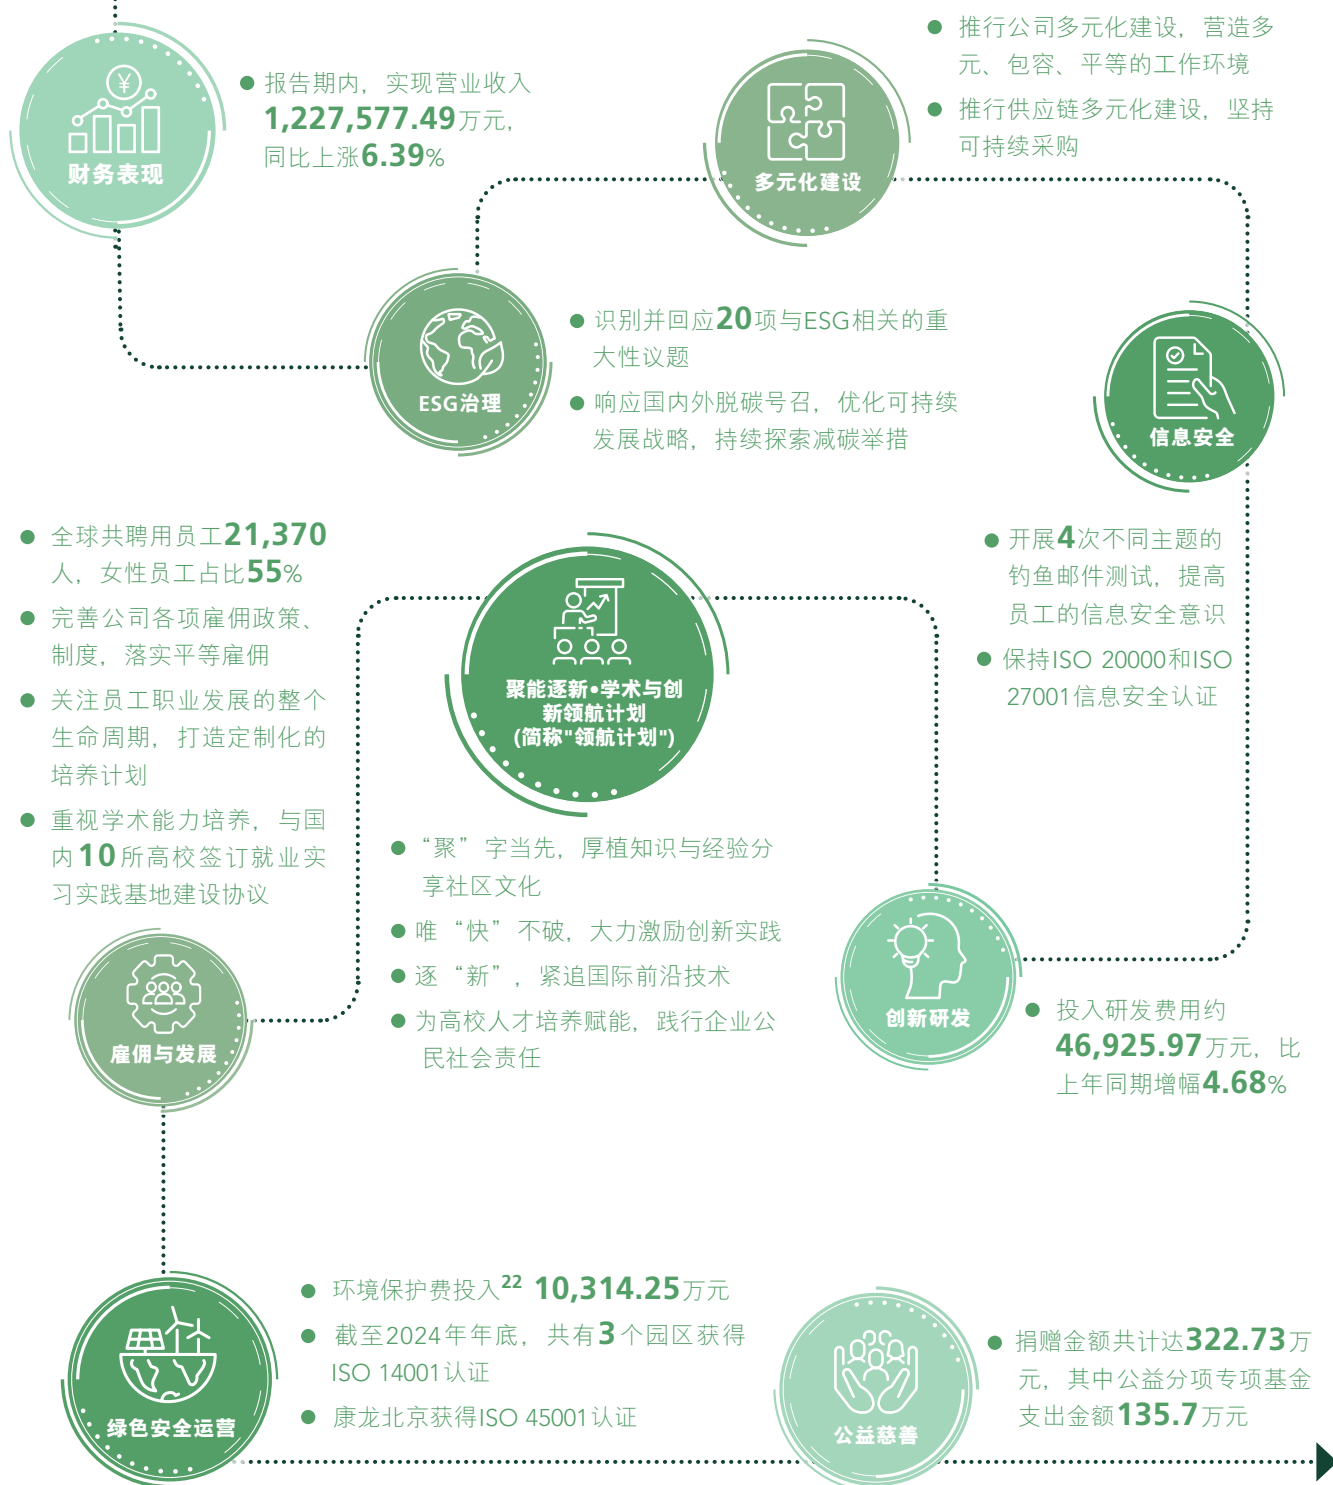 财务表现
● 报告期内，实现营业收入
1,227,577.49万元，
同比上涨6.39%
多元化建设
● 推行公司多元化建设，营造多
元、包容、平等的工作环境
● 推行供应链多元化建设，坚持
可持续采购
ESG治理
● 识别并回应20项与ESG相关的重
大性议题
● 响应国内外脱碳号召，优化可持续
发展战略，持续探索减碳举措
信息安全
● 开展4次不同主题的
钓鱼邮件测试，提高
员工的信息安全意识
● 保持ISO 20000和ISO
27001信息安全认证
● 全球共聘用员工21,370
人，女性员工占比55%
● 完善公司各项雇佣政策、
制度，落实平等雇佣
● 关注员工职业发展的整个
生命周期，打造定制化的
培养计划
● 重视学术能力培养，与国
内10所高校签订就业实
习实践基地建设协议
雇佣与发展
聚能逐新•学术与创
新领航计划
(简称"领航计划")
● “聚”字当先，厚植知识与经验分
享社区文化
● 唯“快”不破，大力激励创新实践
● 逐“新”，紧追国际前沿技术
● 为高校人才培养赋能，践行企业公
民社会责任
创新研发
● 投入研发费用约
46,925.97万元，比
上年同期增幅4.68%
绿色安全运营
● 环境保护费投入22 10,314.25万元
● 截至2024年年底，共有3个园区获得
ISO 14001认证
● 康龙北京获得ISO 45001认证
公益慈善
● 捐赠金额共计达322.73万
元，其中公益分项专项基金
支出金额135.7万元